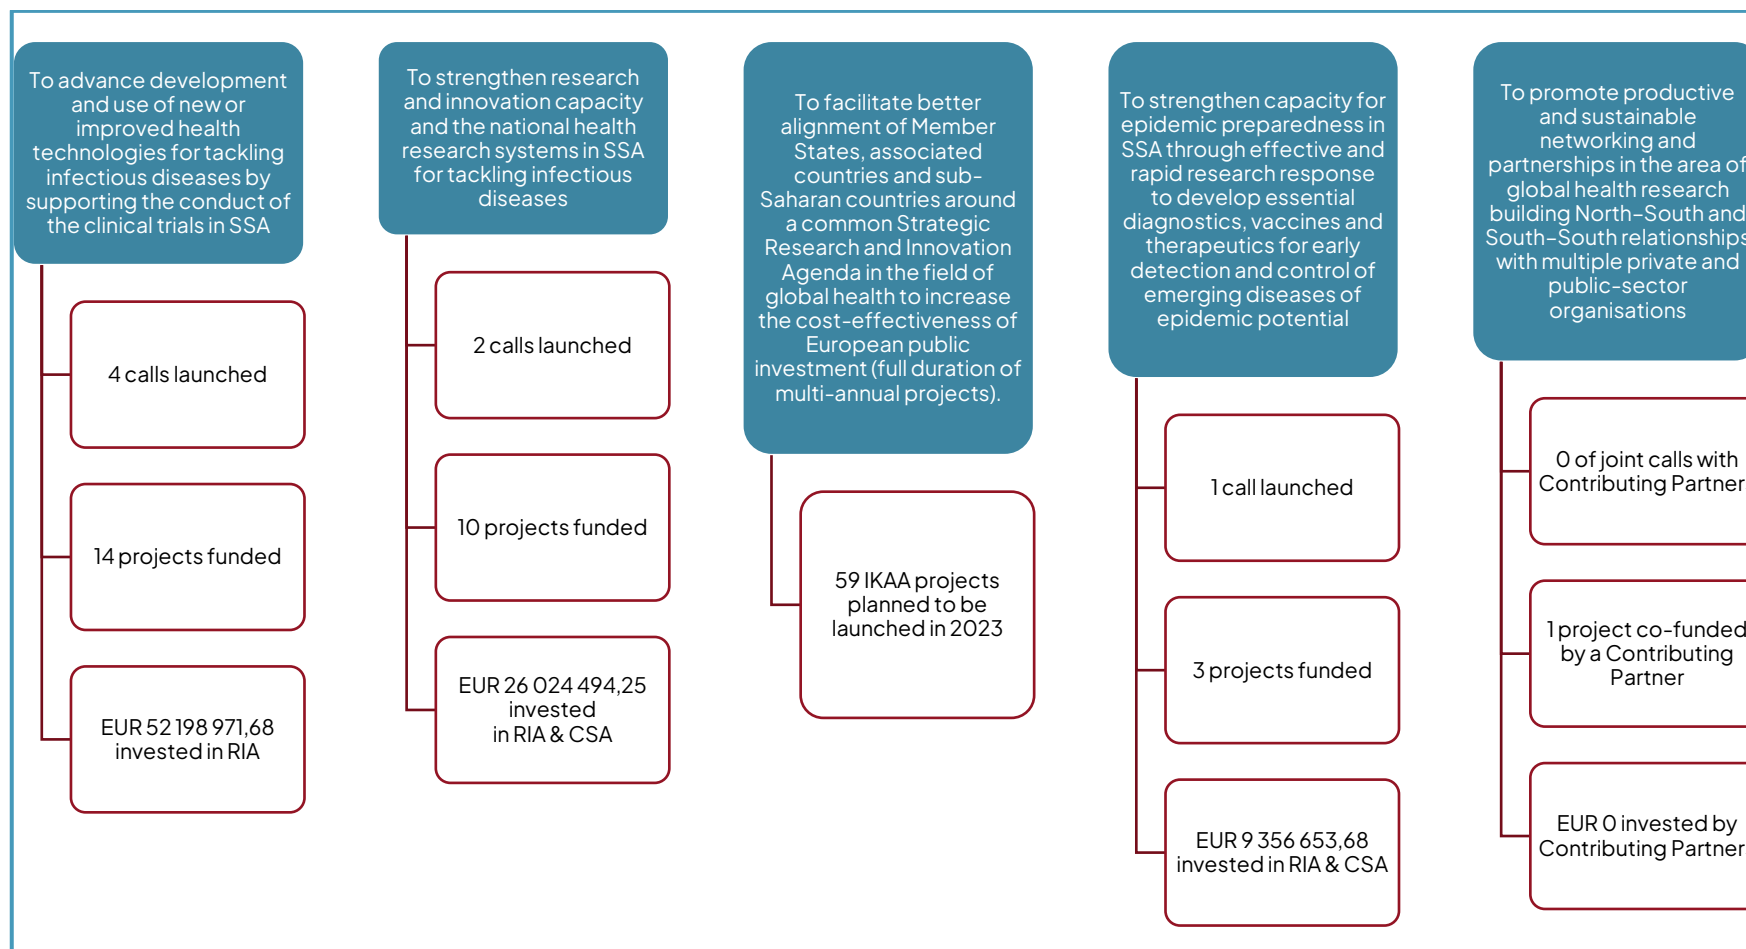 To advance development
and use of new or
improved health
technologies for tackling
infectious diseases by
supporting the conduct of
the clinical trials in SSA
4 calls launched
14 projects funded
EUR 52 198 971,68
invested in RIA
To strengthen research
and innovation capacity
and the national health
research systems in SSA
for tackling infectious
diseases
2 calls launched
10 projects funded
EUR 26 024 494,25
invested
in RIA & CSA
To facilitate better
alignment of Member
States, associated
countries and sub-
Saharan countries around
a common Strategic
Research and Innovation
Agenda in the field of
global health to increase
the cost-effectiveness of
European public
investment (full duration of
multi-annual projects).
59 IKAA projects
planned to be
launched in 2023
To strengthen capacity for
epidemic preparedness in
SSA through effective and
rapid research response
to develop essential
diagnostics, vaccines and
therapeutics for early
detection and control of
emerging diseases of
epidemic potential
1 call launched
3 projects funded
EUR 9 356 653,68
invested in RIA & CSA
To promote productive
and sustainable
networking and
partnerships in the area of
global health research
building North–South and
South–South relationships
with multiple private and
public-sector
organisations
0 of joint calls with
Contributing Partner
1 project co-funded
by a Contributing
Partner
EUR 0 invested by
Contributing Partner